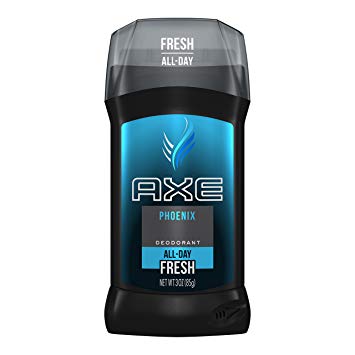 FRESH
ALL-DAY
AXE
PHOENIX
DEODORANT
ALL-DAY
FRESH
NET WT 3 OZ (85g)